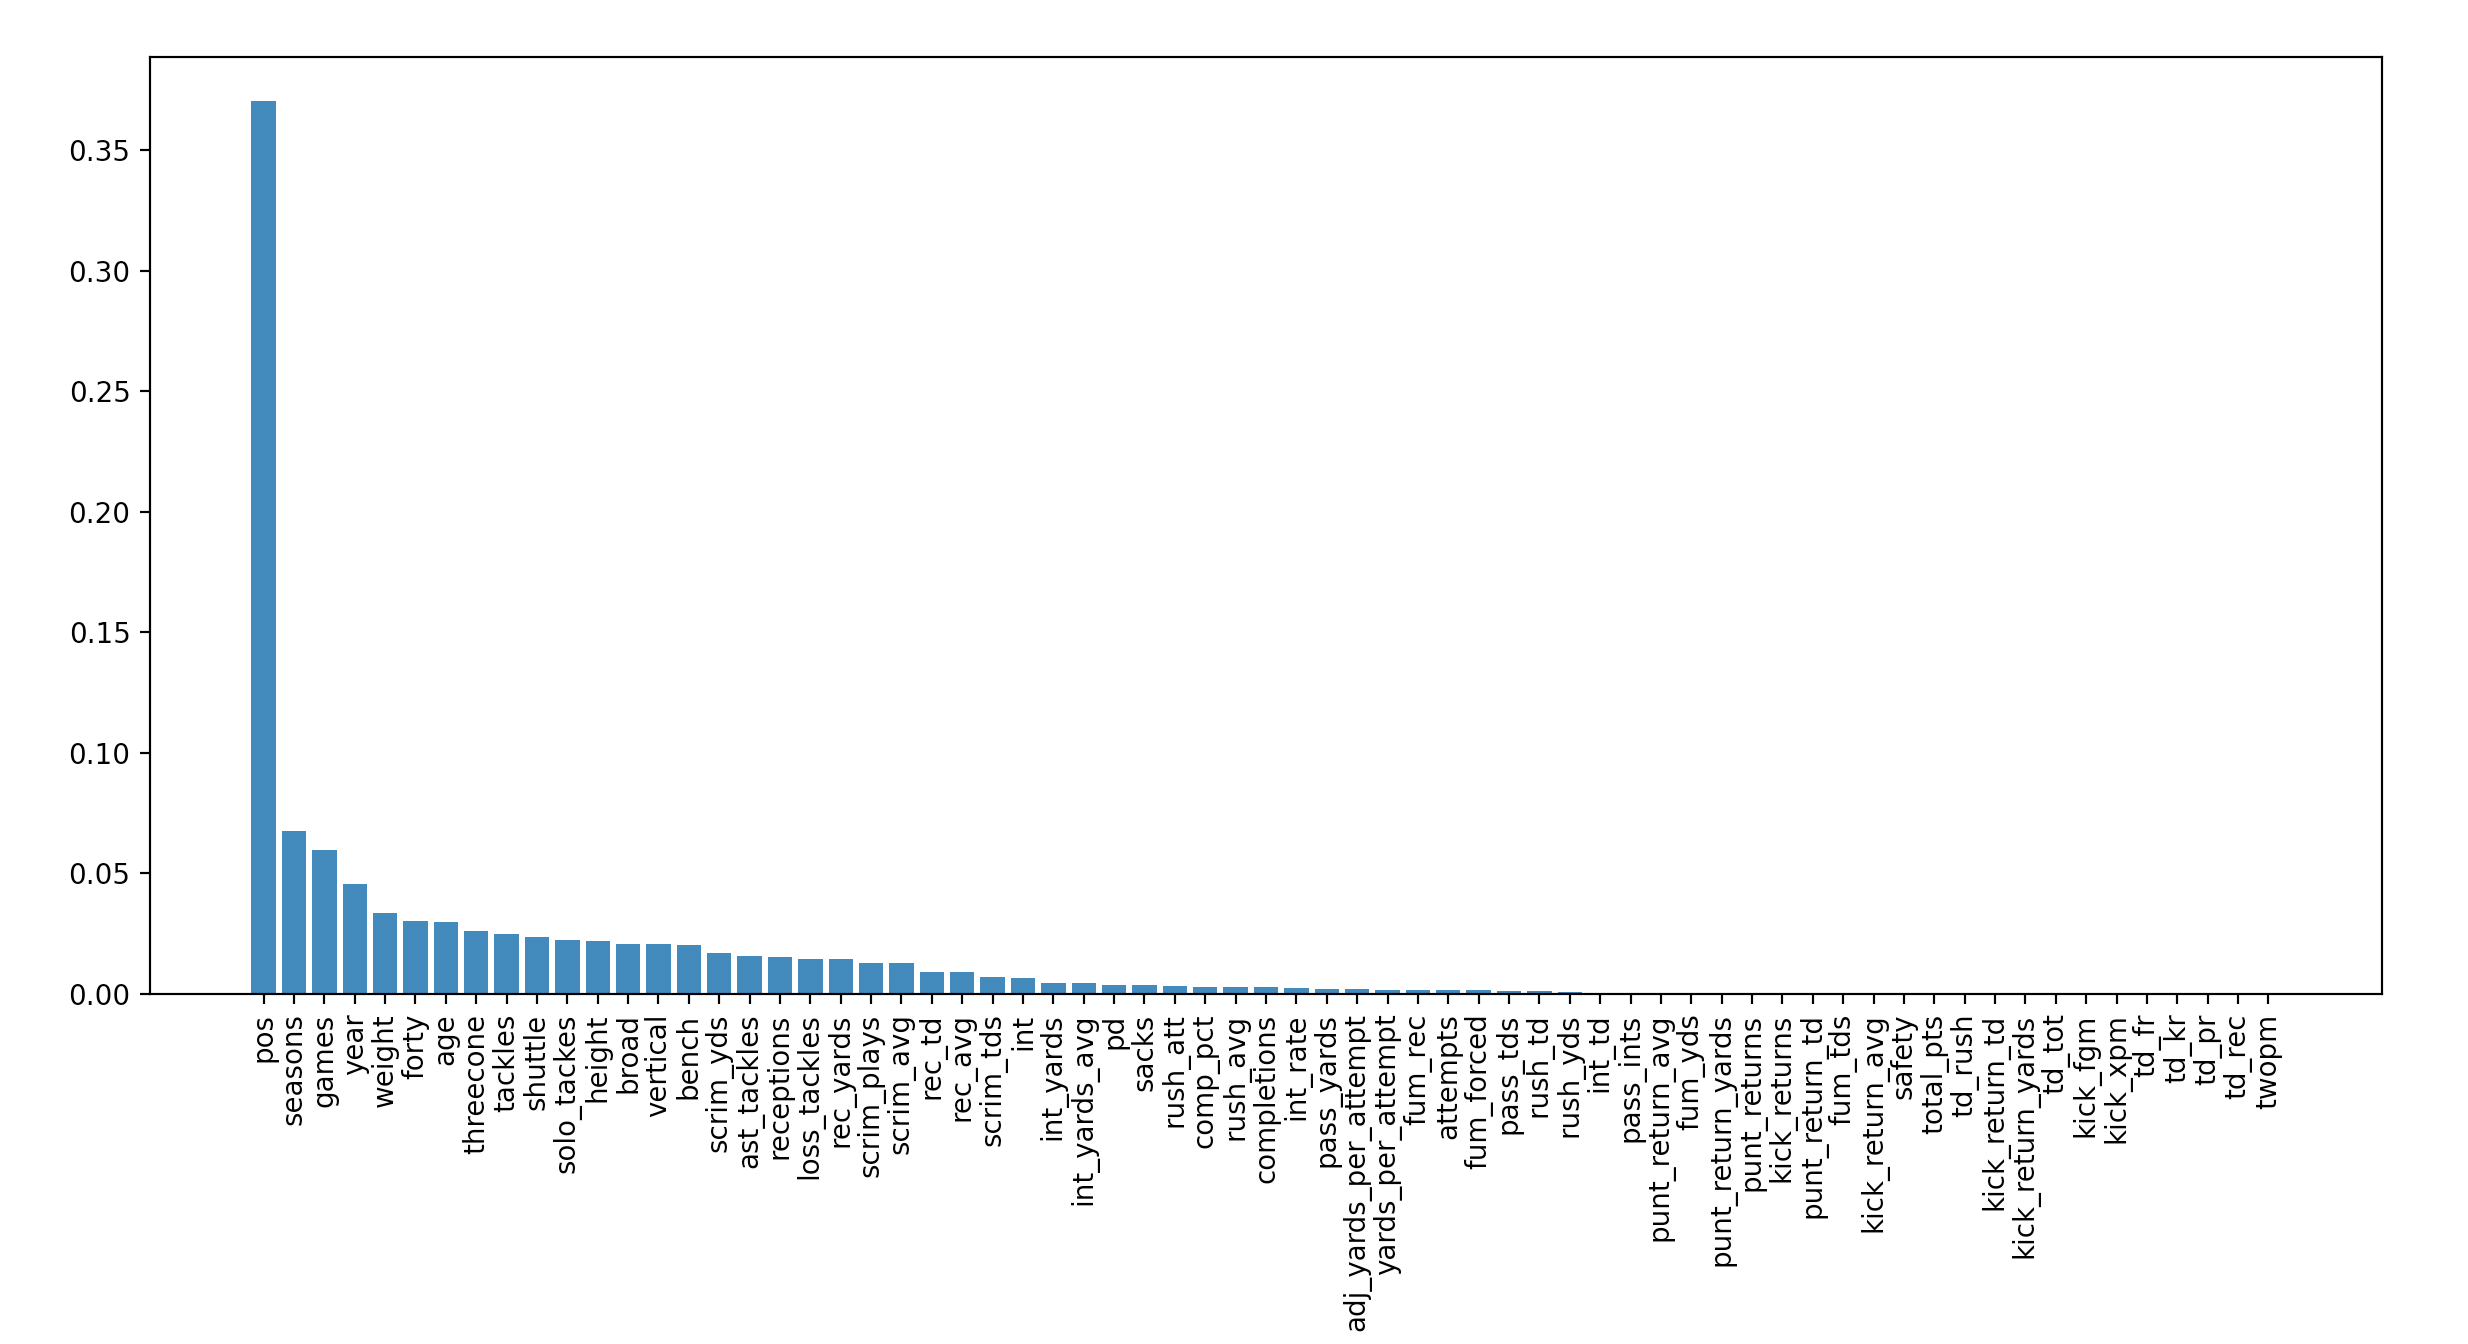 0.35
0.30
0.25
0.20
0.15
0.10
0.05
0.00
pos
seasons
games
year
weight
forty
age
threecone
tackles
shuttle
solo_tackes
height
broad
vertical
bench
scrim_yds
ast_tackles
receptions
loss_tackles
rec_yards
scrim_plays
scrim_avg
rec_td
rec_avg
scrim_tds
int
int_yards
int_yards_avg
pd
sacks
rush_att
comp_pct
rush_avg
completions
int_rate
pass_yards
adj_yards_per_attempt
yards_per_attempt
fum_rec
attempts
fum_forced
pass_tds
rush_td
rush_yds
int_td
pass_ints
punt_return_avg
fum_yds
punt_return_yards
punt_returns
kick_returns
punt_return_td
fum_tds
kick_return_avg
safety
total_pts
td_rush
kick_return_td
kick_return_yards
td_tot
kick_fgm
kick_xpm
td_fr
td_kr
td_pr
td_rec
twopm